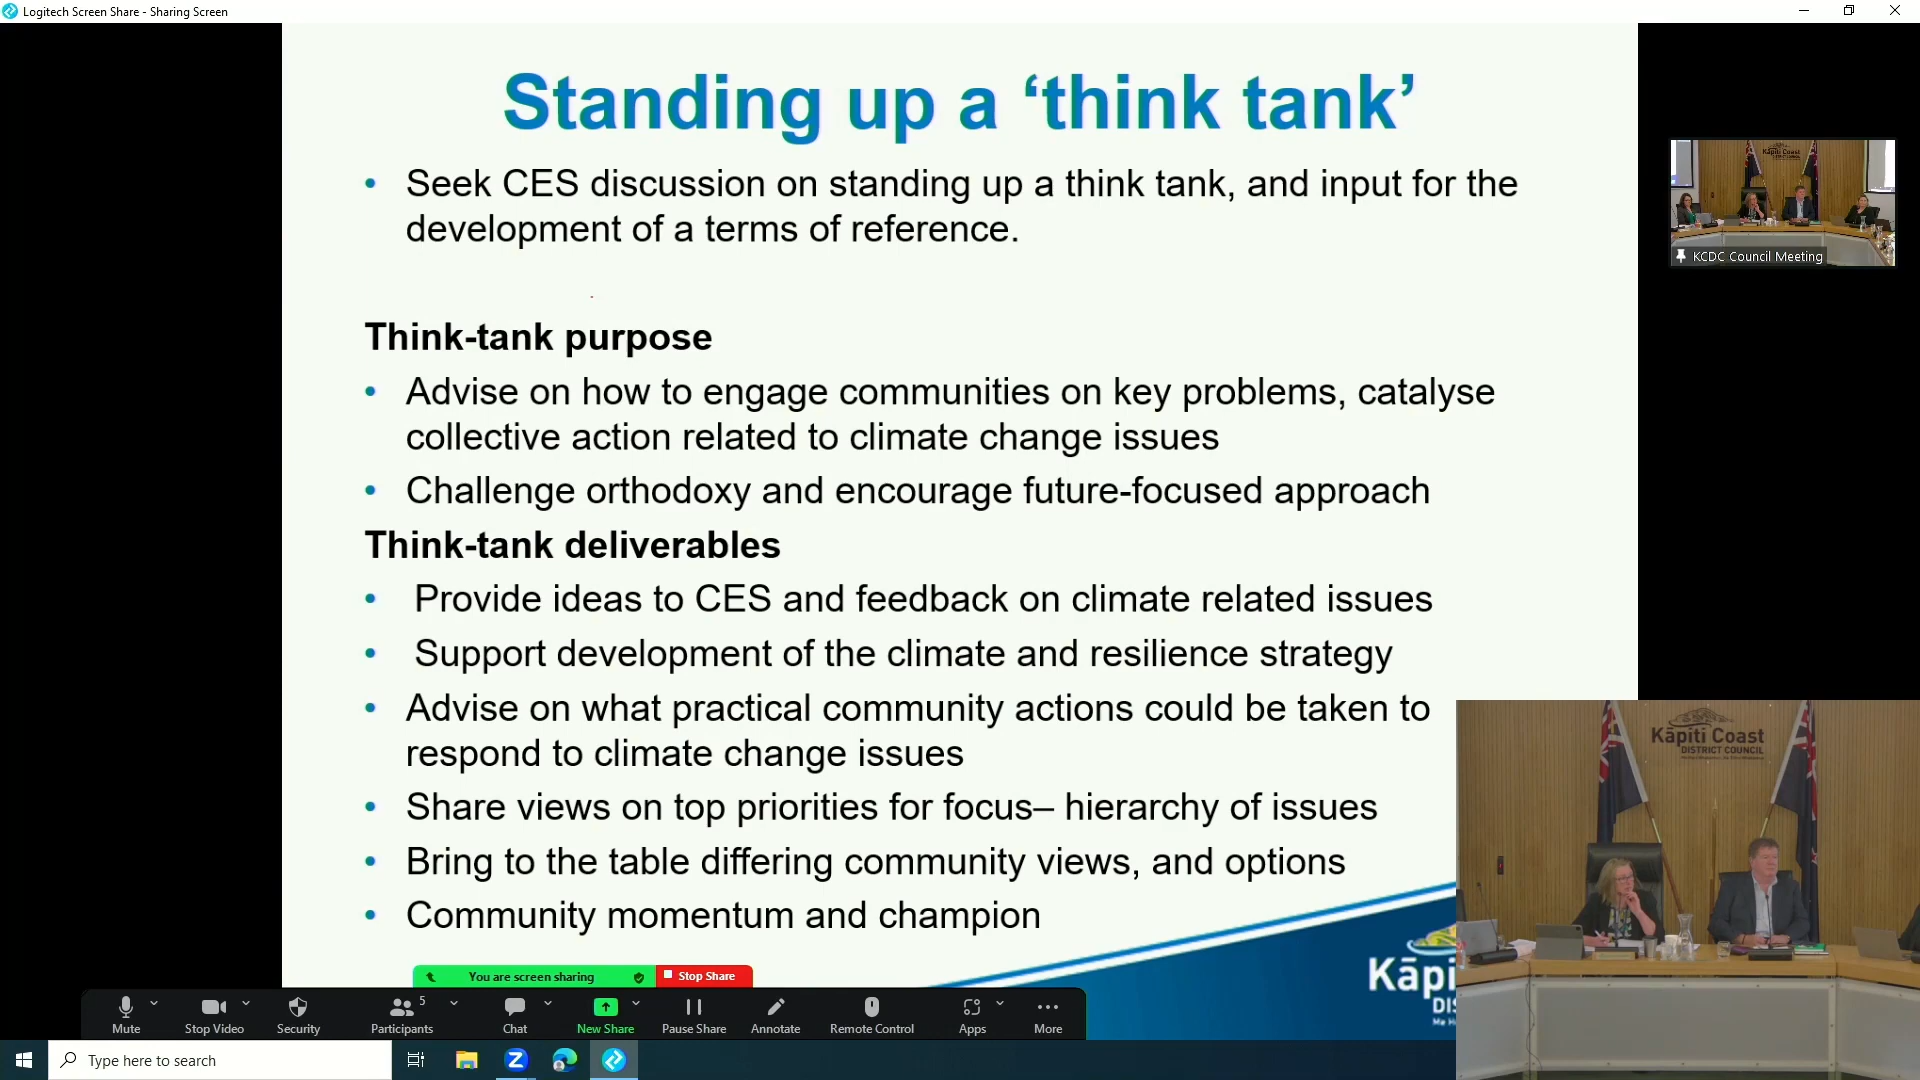 Logitech Screen Share - Sharing Screen
Standing up a ‘think tank’
• Seek CES discussion on standing up a think tank, and input for the
development of a terms of reference.
Think-tank purpose
• Advise on how to engage communities on key problems, catalyse
collective action related to climate change issues
• Challenge orthodoxy and encourage future-focused approach
Think-tank deliverables
• Provide ideas to CES and feedback on climate related issues
• Support development of the climate and resilience strategy
• Advise on what practical community actions could be taken to
respond to climate change issues
• Share views on top priorities for focus– hierarchy of issues
• Bring to the table differing community views, and options
• Community momentum and champion
KCDC Council Meeting
Kāpiti Coast
DISTRICT COUNCIL
Kāpi
DIS
You are screen sharing
Stop Share
Mute
Stop Video
Security
Participants
5
Chat
New Share
Pause Share
Annotate
Remote Control
Apps
More
Type here to search